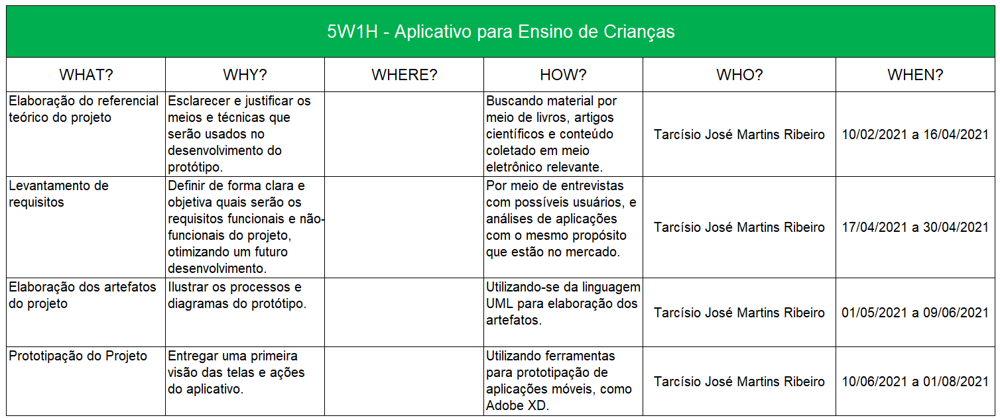 5W1H - Aplicativo para Ensino de Crianças
WHAT?
WHY?
WHERE?
HOW?
WHO?
WHEN?
Elaboração do referencial
teórico do projeto
Esclarecer e justificar os
meios e técnicas que
serão usados no
desenvolvimento do
protótipo.
Buscando material por
meio de livros, artigos
científicos e conteúdo
coletado em meio
eletrônico relevante.
Tarcísio José Martins Ribeiro
10/02/2021 a 16/04/2021
Levantamento de
requisitos
Definir de forma clara e
objetiva quais serão os
requisitos funcionais e não-
funcionais do projeto,
otimizando um futuro
desenvolvimento.
Por meio de entrevistas
com possíveis usuários, e
análises de aplicações
com o mesmo propósito
que estão no mercado.
Tarcísio José Martins Ribeiro
17/04/2021 a 30/04/2021
Elaboração dos artefatos
do projeto
Ilustrar os processos e
diagramas do protótipo.
Utilizando-se da linguagem
UML para elaboração dos
artefatos.
Tarcísio José Martins Ribeiro
01/05/2021 a 09/06/2021
Prototipação do Projeto
Entregar uma primeira
visão das telas e ações
do aplicativo.
Utilizando ferramentas
para prototipação de
aplicações móveis, como
Adobe XD.
Tarcísio José Martins Ribeiro
10/06/2021 a 01/08/2021